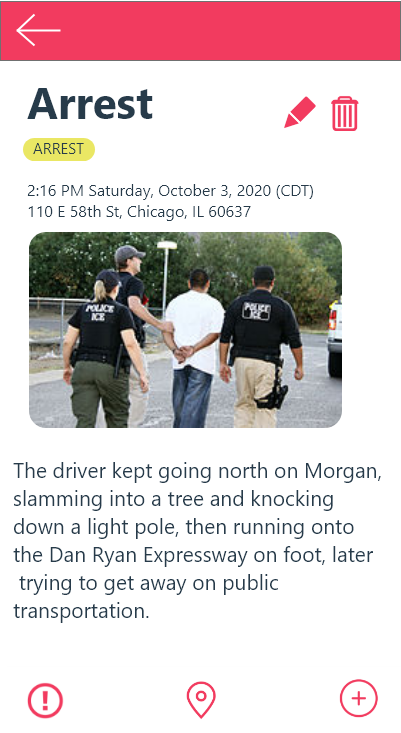 Arrest
ARREST
2:16 PM Saturday, October 3, 2020 (CDT)
110 E 58th St, Chicago, IL 60637
POLICE
ICE
POLICE
ICE
The driver kept going north on Morgan,
slamming into a tree and knocking
down a light pole, then running onto
the Dan Ryan Expressway on foot, later
trying to get away on public
transportation.